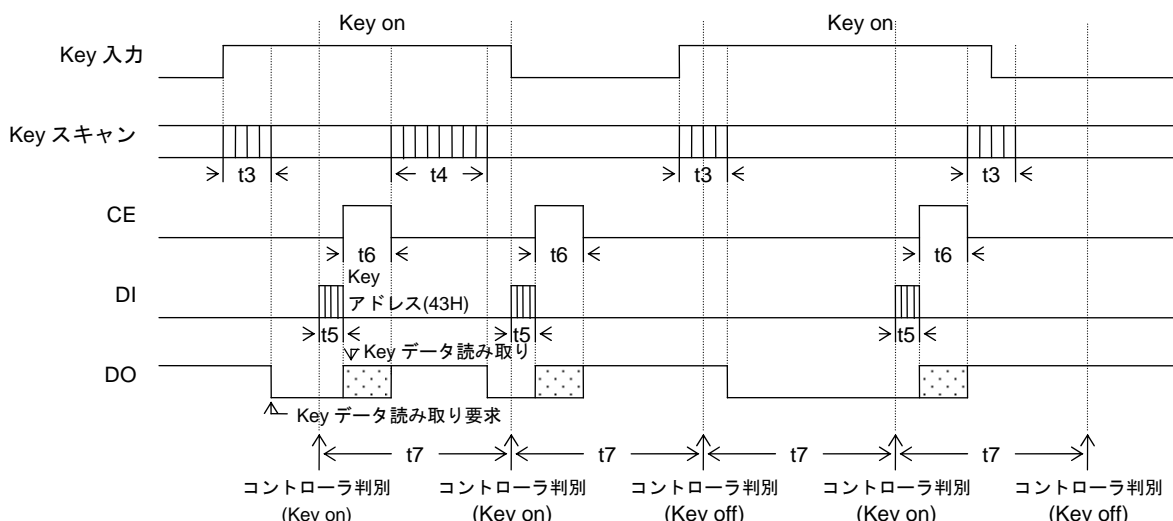 Key on Key on
Key 入力
Key スキャン
t3 t4 t3 t3
CE
t6 t6 t6
DI
Key
アドレス(43H)
t5 t5 t5
Key データ読み取り
DO
Key データ読み取り要求
t7 t7 t7 t7
コントローラ判別 コントローラ判別 コントローラ判別 コントローラ判別 コントローラ判別
(Key on) (Key on) (Key off) (Key on) (Key off)